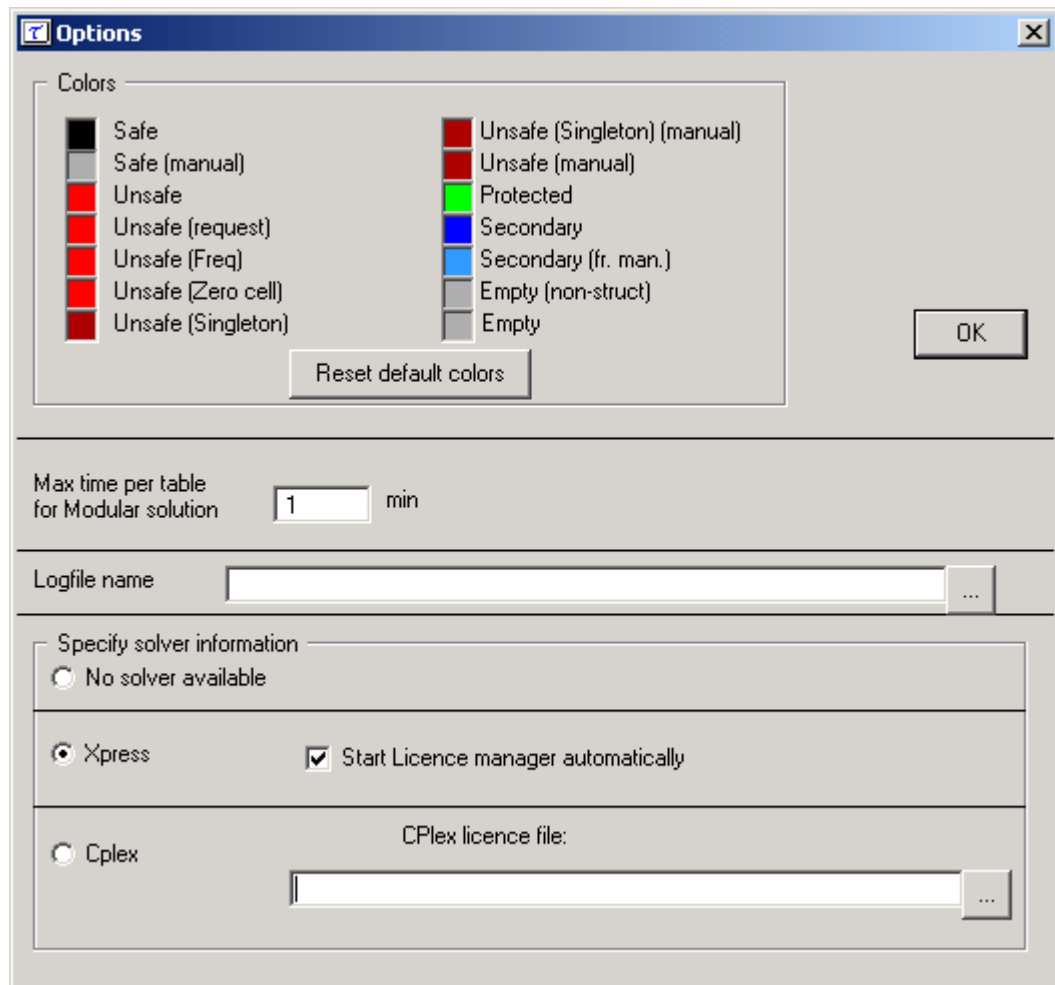 τ Options
Colors
Safe
Safe (manual)
Unsafe
Unsafe (request)
Unsafe (Freq)
Unsafe (Zero cell)
Unsafe (Singleton)
Unsafe (Singleton) (manual)
Unsafe (manual)
Protected
Secondary
Secondary (fr. man.)
Empty (non-struct)
Empty
Reset default colors
OK
Max time per table
for Modular solution
1 min
Logfile name
...
Specify solver information
No solver available
Xpress
Start Licence manager automatically
Cplex
CPlex licence file:
...